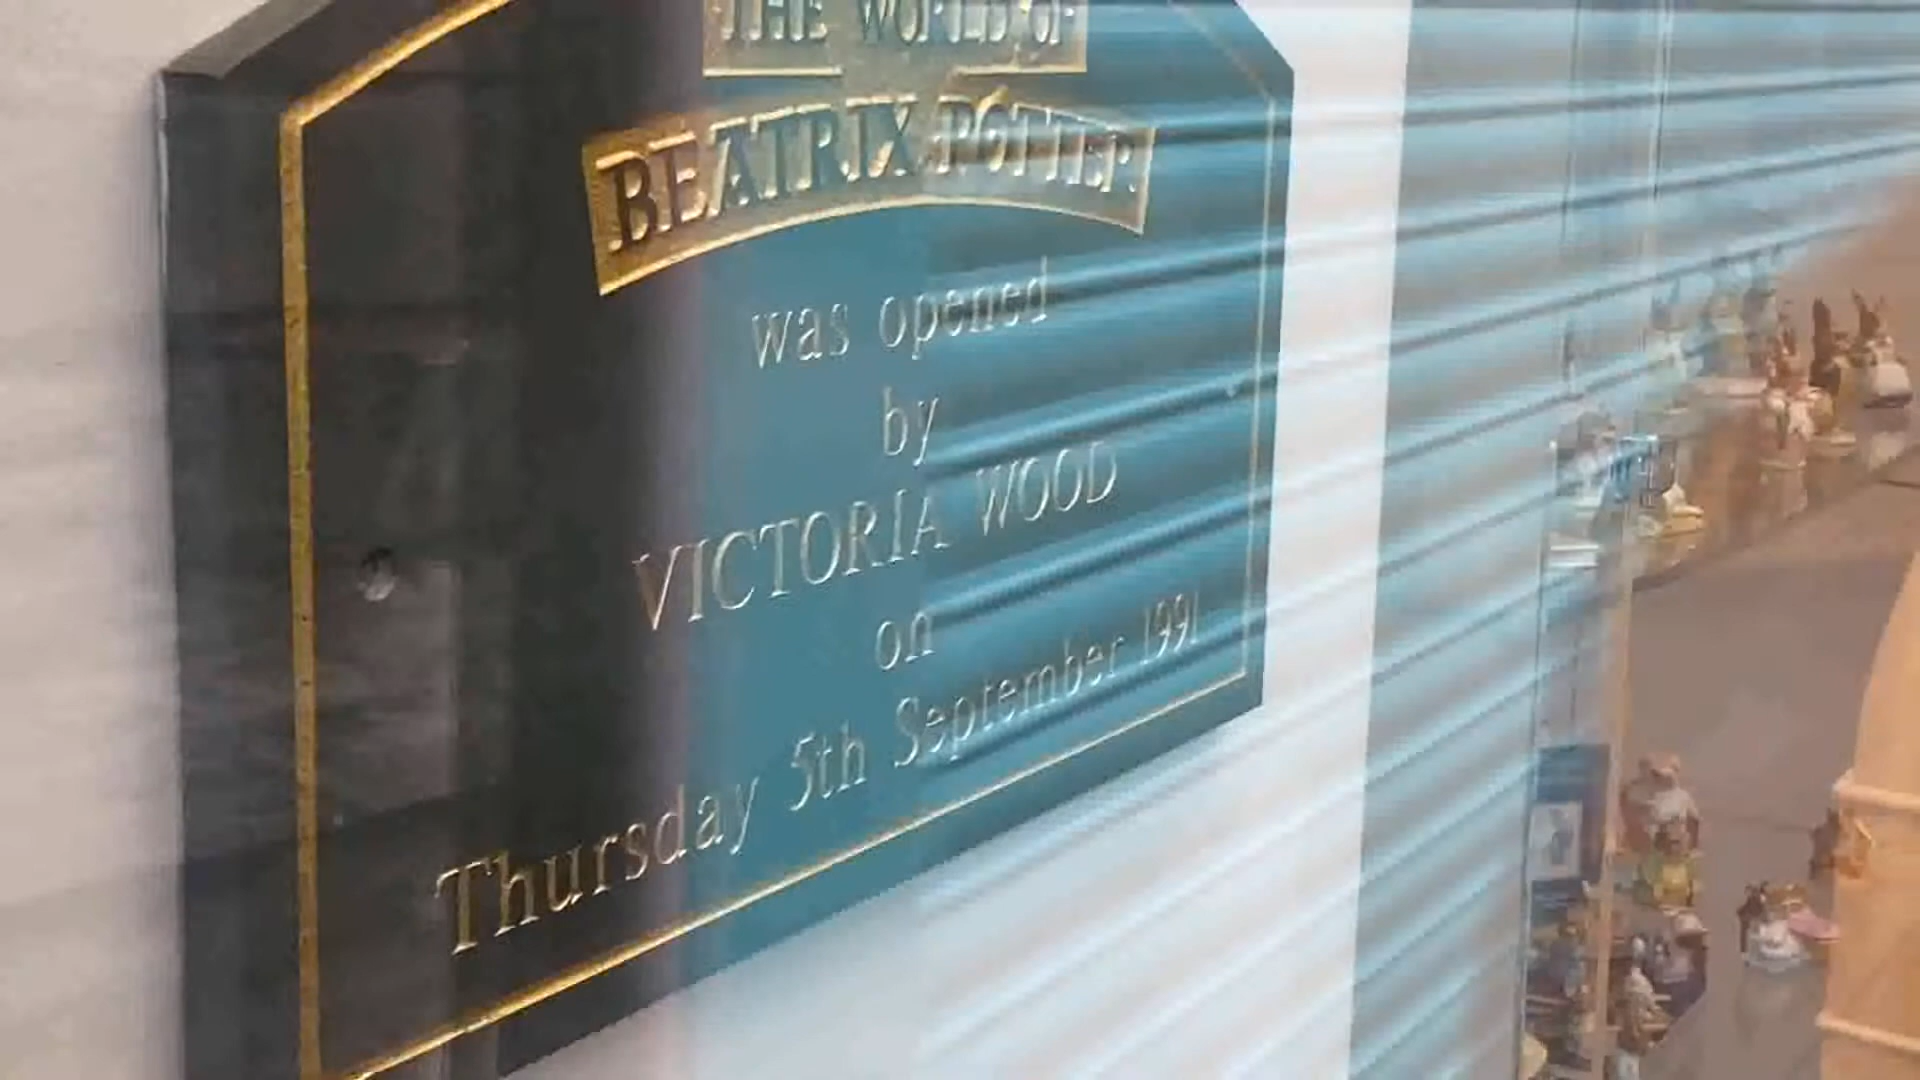 THE WORLD OF
BEATRIX POTTER
was opened
by
VICTORIA WOOD
on
Thursday 5th September 1991